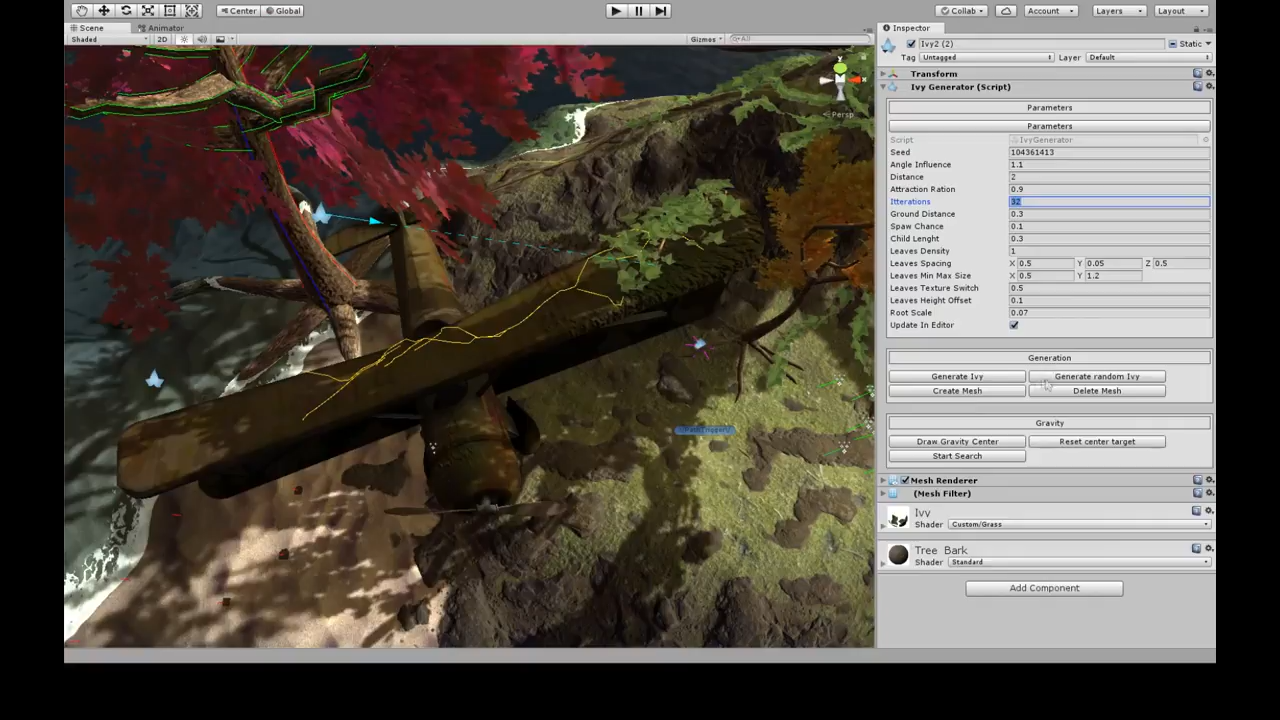 Center Global Collab Account Layers Layout
Scene Animator Inspector
Shaded 2D Gizmos All Ivy2 (2) Static
Tag Untagged Layer Default
Transform
Ivy Generator (Script)
Parameters
Parameters
Persp
Script IvyGenerator
Seed 104361413
Angle Influence 1.1
Distance 2
Attraction Ration 0.9
Itterations 32
Ground Distance 0.3
Spaw Chance 0.1
Child Lenght 0.3
Leaves Density 1
Leaves Spacing X 0.5 Y 0.05 Z 0.5
Leaves Min Max Size X 0.5 Y 1.2
Leaves Texture Switch 0.5
Leaves Height Offset 0.1
Root Scale 0.07
Update In Editor
Generation
Generate Ivy Generate random Ivy
Create Mesh Delete Mesh
Gravity
Draw Gravity Center Reset center target
Start Search
Mesh Renderer
(Mesh Filter)
Ivy
Shader Custom/Grass
Tree_Bark
Shader Standard
Add Component